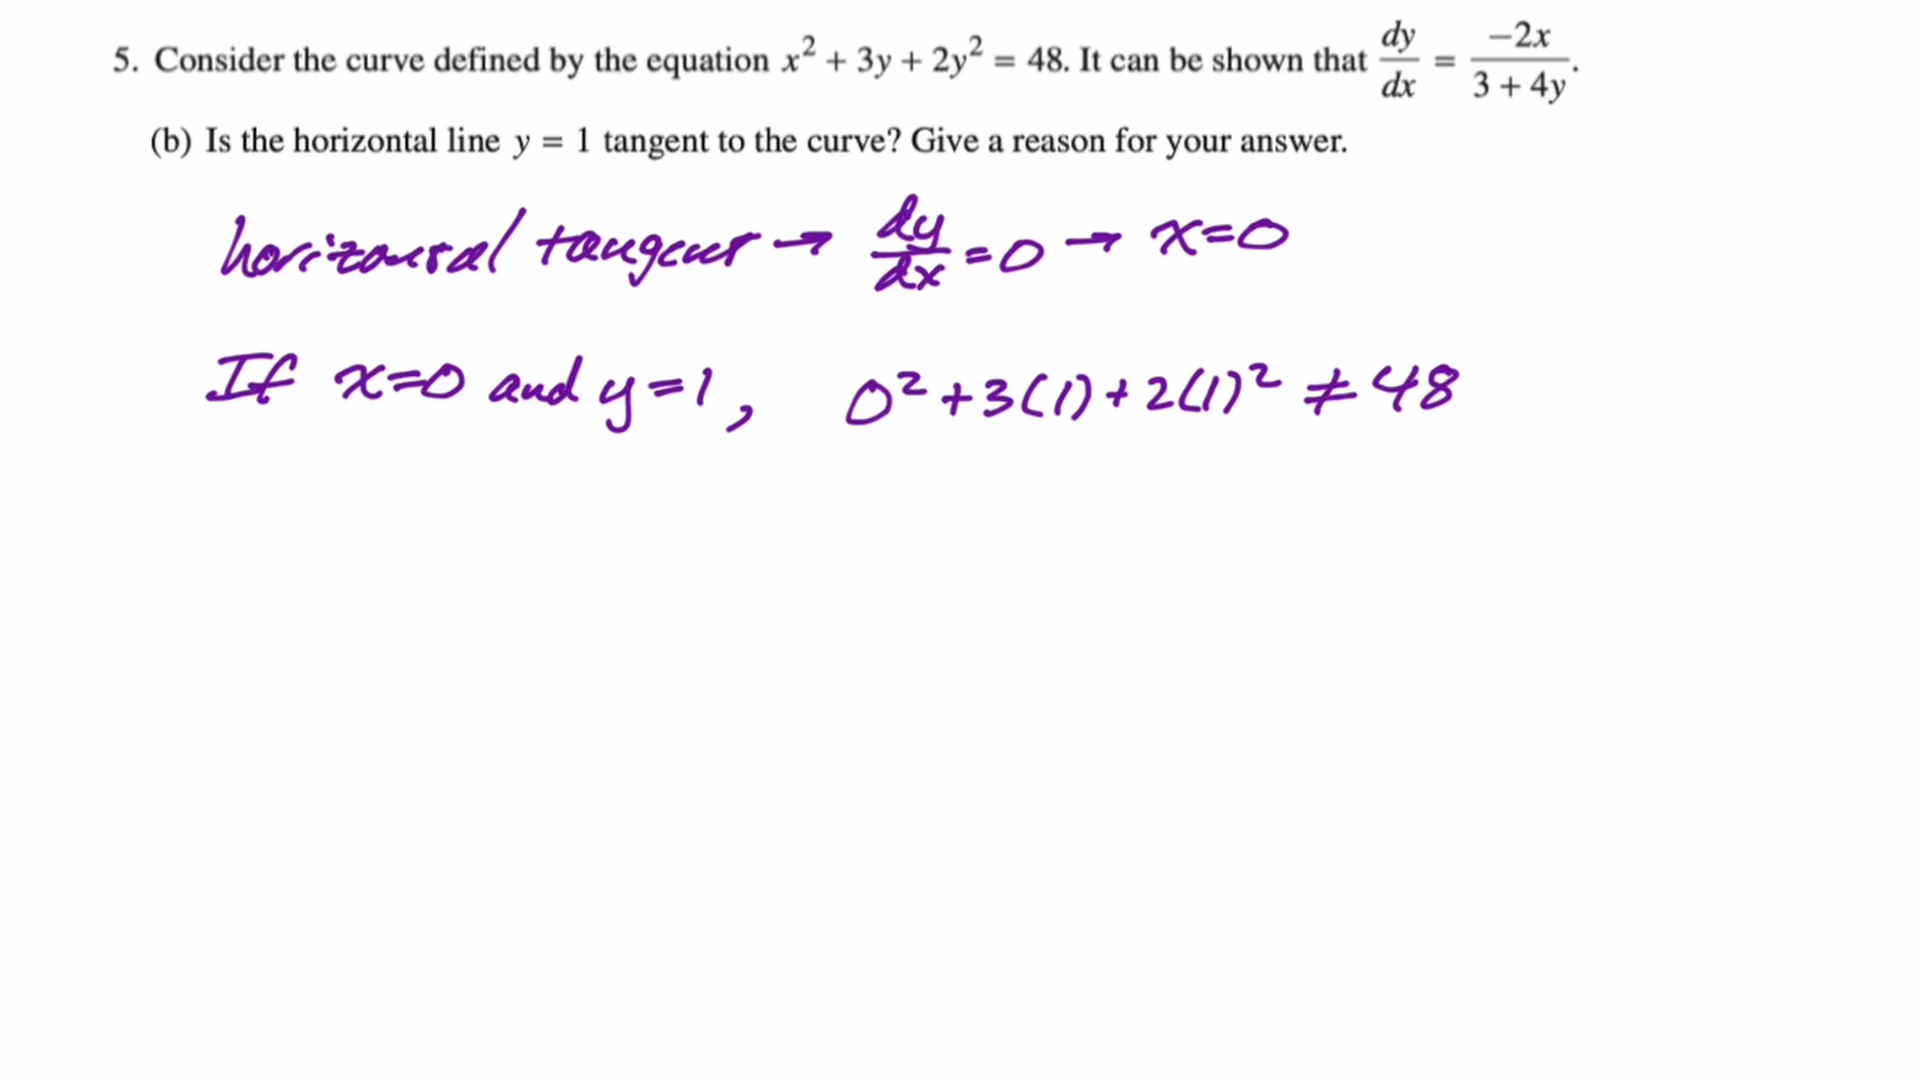 5. Consider the curve defined by the equation x² + 3y + 2y² = 48. It can be shown that dy/dx = −2x/(3 + 4y).
(b) Is the horizontal line y = 1 tangent to the curve? Give a reason for your answer.
horizontal tangent → dy/dx = 0 → x = 0
If x=0 and y=1, 0² + 3(1) + 2(1)² ≠ 48